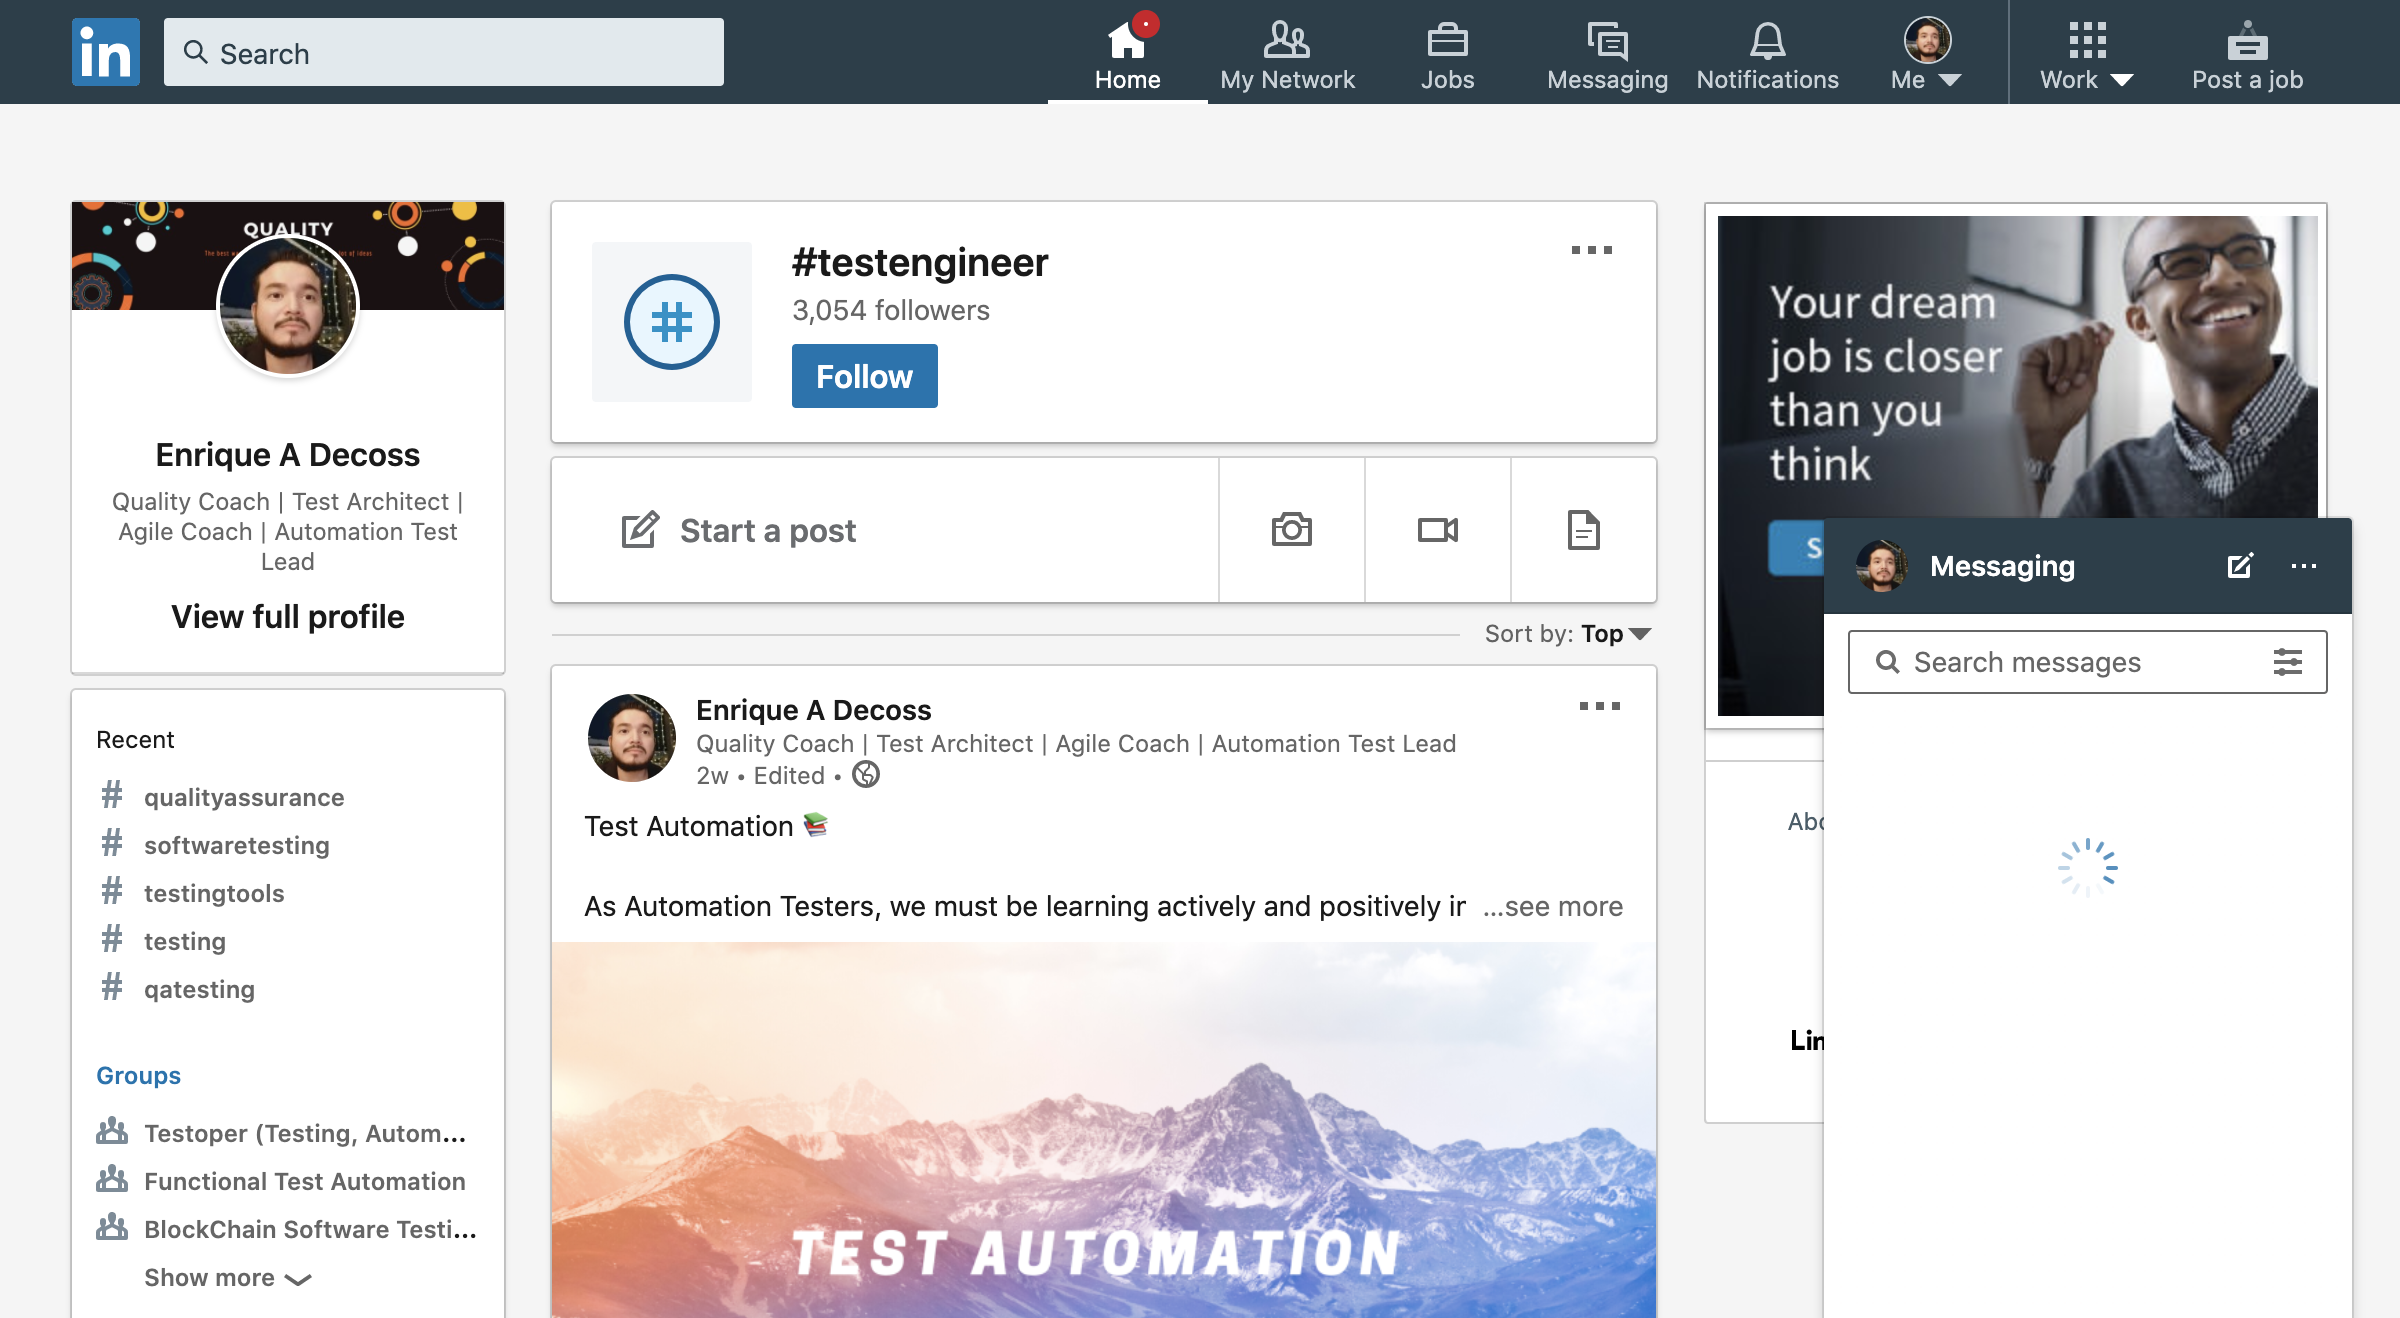 in
Search
Home
My Network
Jobs
Messaging
Notifications
Me
Work
Post a job
QUALITY
Enrique A Decoss
Quality Coach | Test Architect |
Agile Coach | Automation Test
Lead
View full profile
Recent
# qualityassurance
# softwaretesting
# testingtools
# testing
# qatesting
Groups
Testoper (Testing, Autom...
Functional Test Automation
BlockChain Software Testi...
Show more
#
#testengineer
3,054 followers
Follow
Start a post
Sort by: Top
Enrique A Decoss
Quality Coach | Test Architect | Agile Coach | Automation Test Lead
2w • Edited •
Test Automation
As Automation Testers, we must be learning actively and positively ir ...see more
TEST AUTOMATION
Your dream
job is closer
than you
think
S
Abo
Lin
Messaging
Search messages